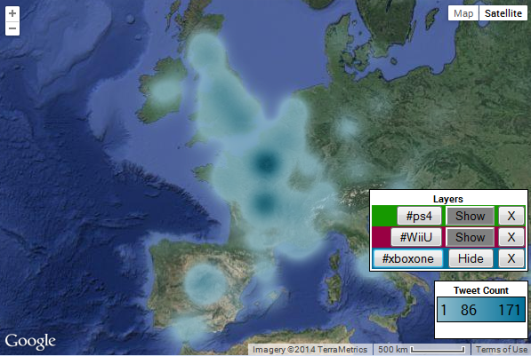 +
−
Map Satellite
Layers
#ps4 Show X
#WiiU Show X
#xboxone Hide X
Tweet Count
1 86 171
Google
Imagery ©2014 TerraMetrics 500 km Terms of Use